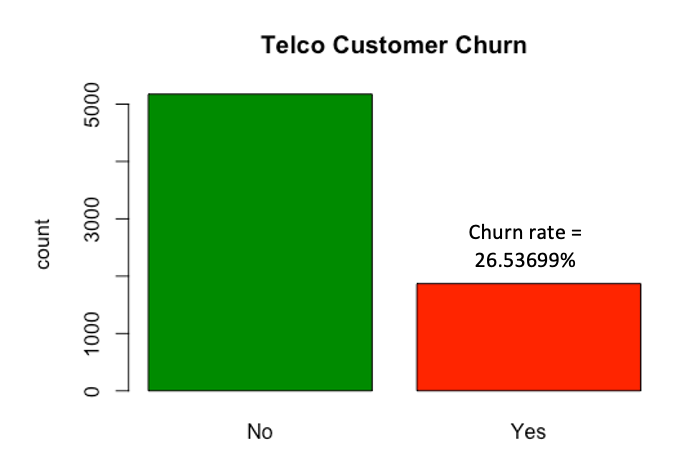 Telco Customer Churn
count
5000
3000
1000
0
Churn rate =
26.53699%
No
Yes